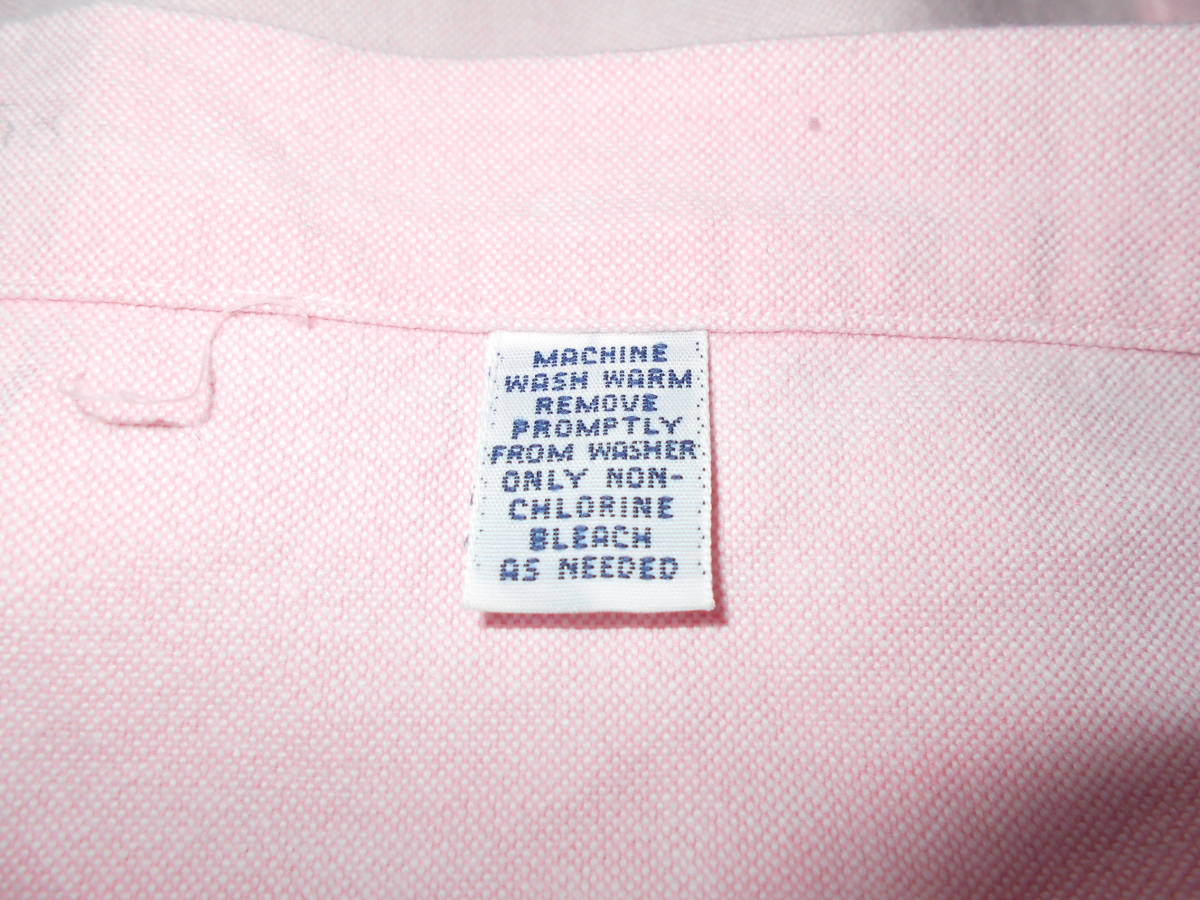 MACHINE
WASH WARM
REMOVE
PROMPTLY
FROM WASHER
ONLY NON-
CHLORINE
BLEACH
AS NEEDED